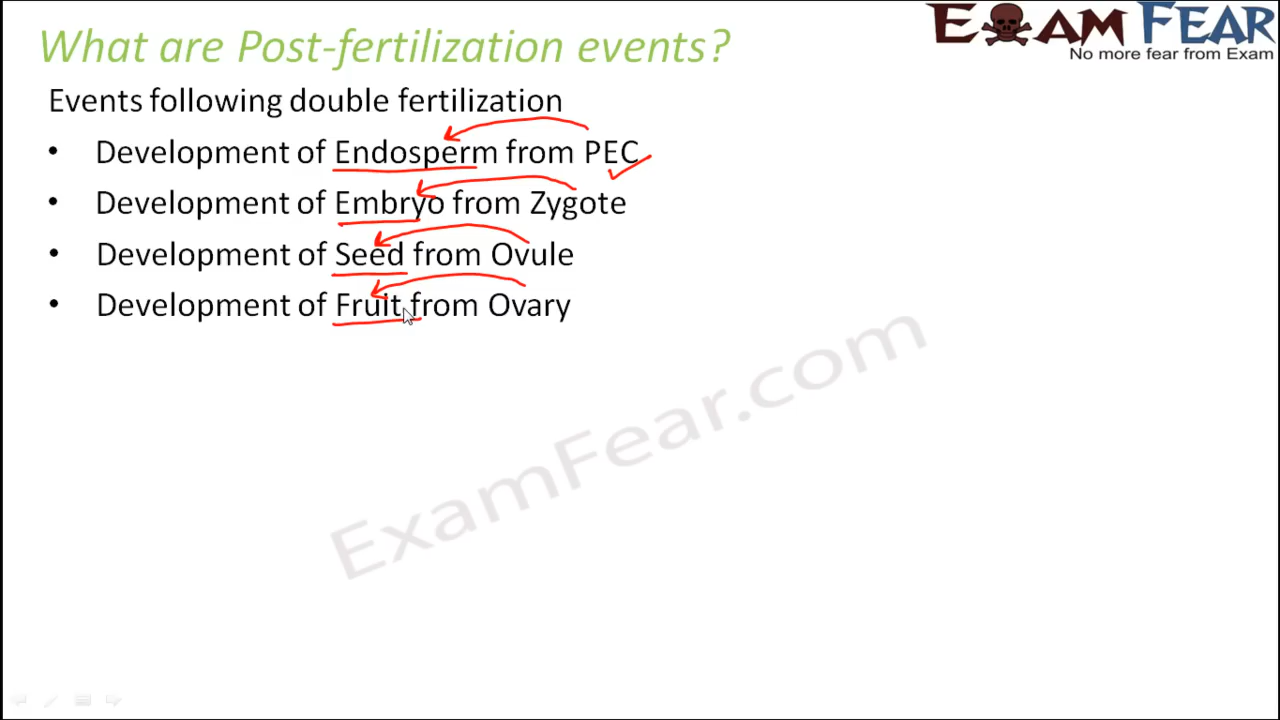 What are Post-fertilization events?
EXAM FEAR
No more fear from Exam
Events following double fertilization
• Development of Endosperm from PEC
• Development of Embryo from Zygote
• Development of Seed from Ovule
• Development of Fruit from Ovary
ExamFear.com